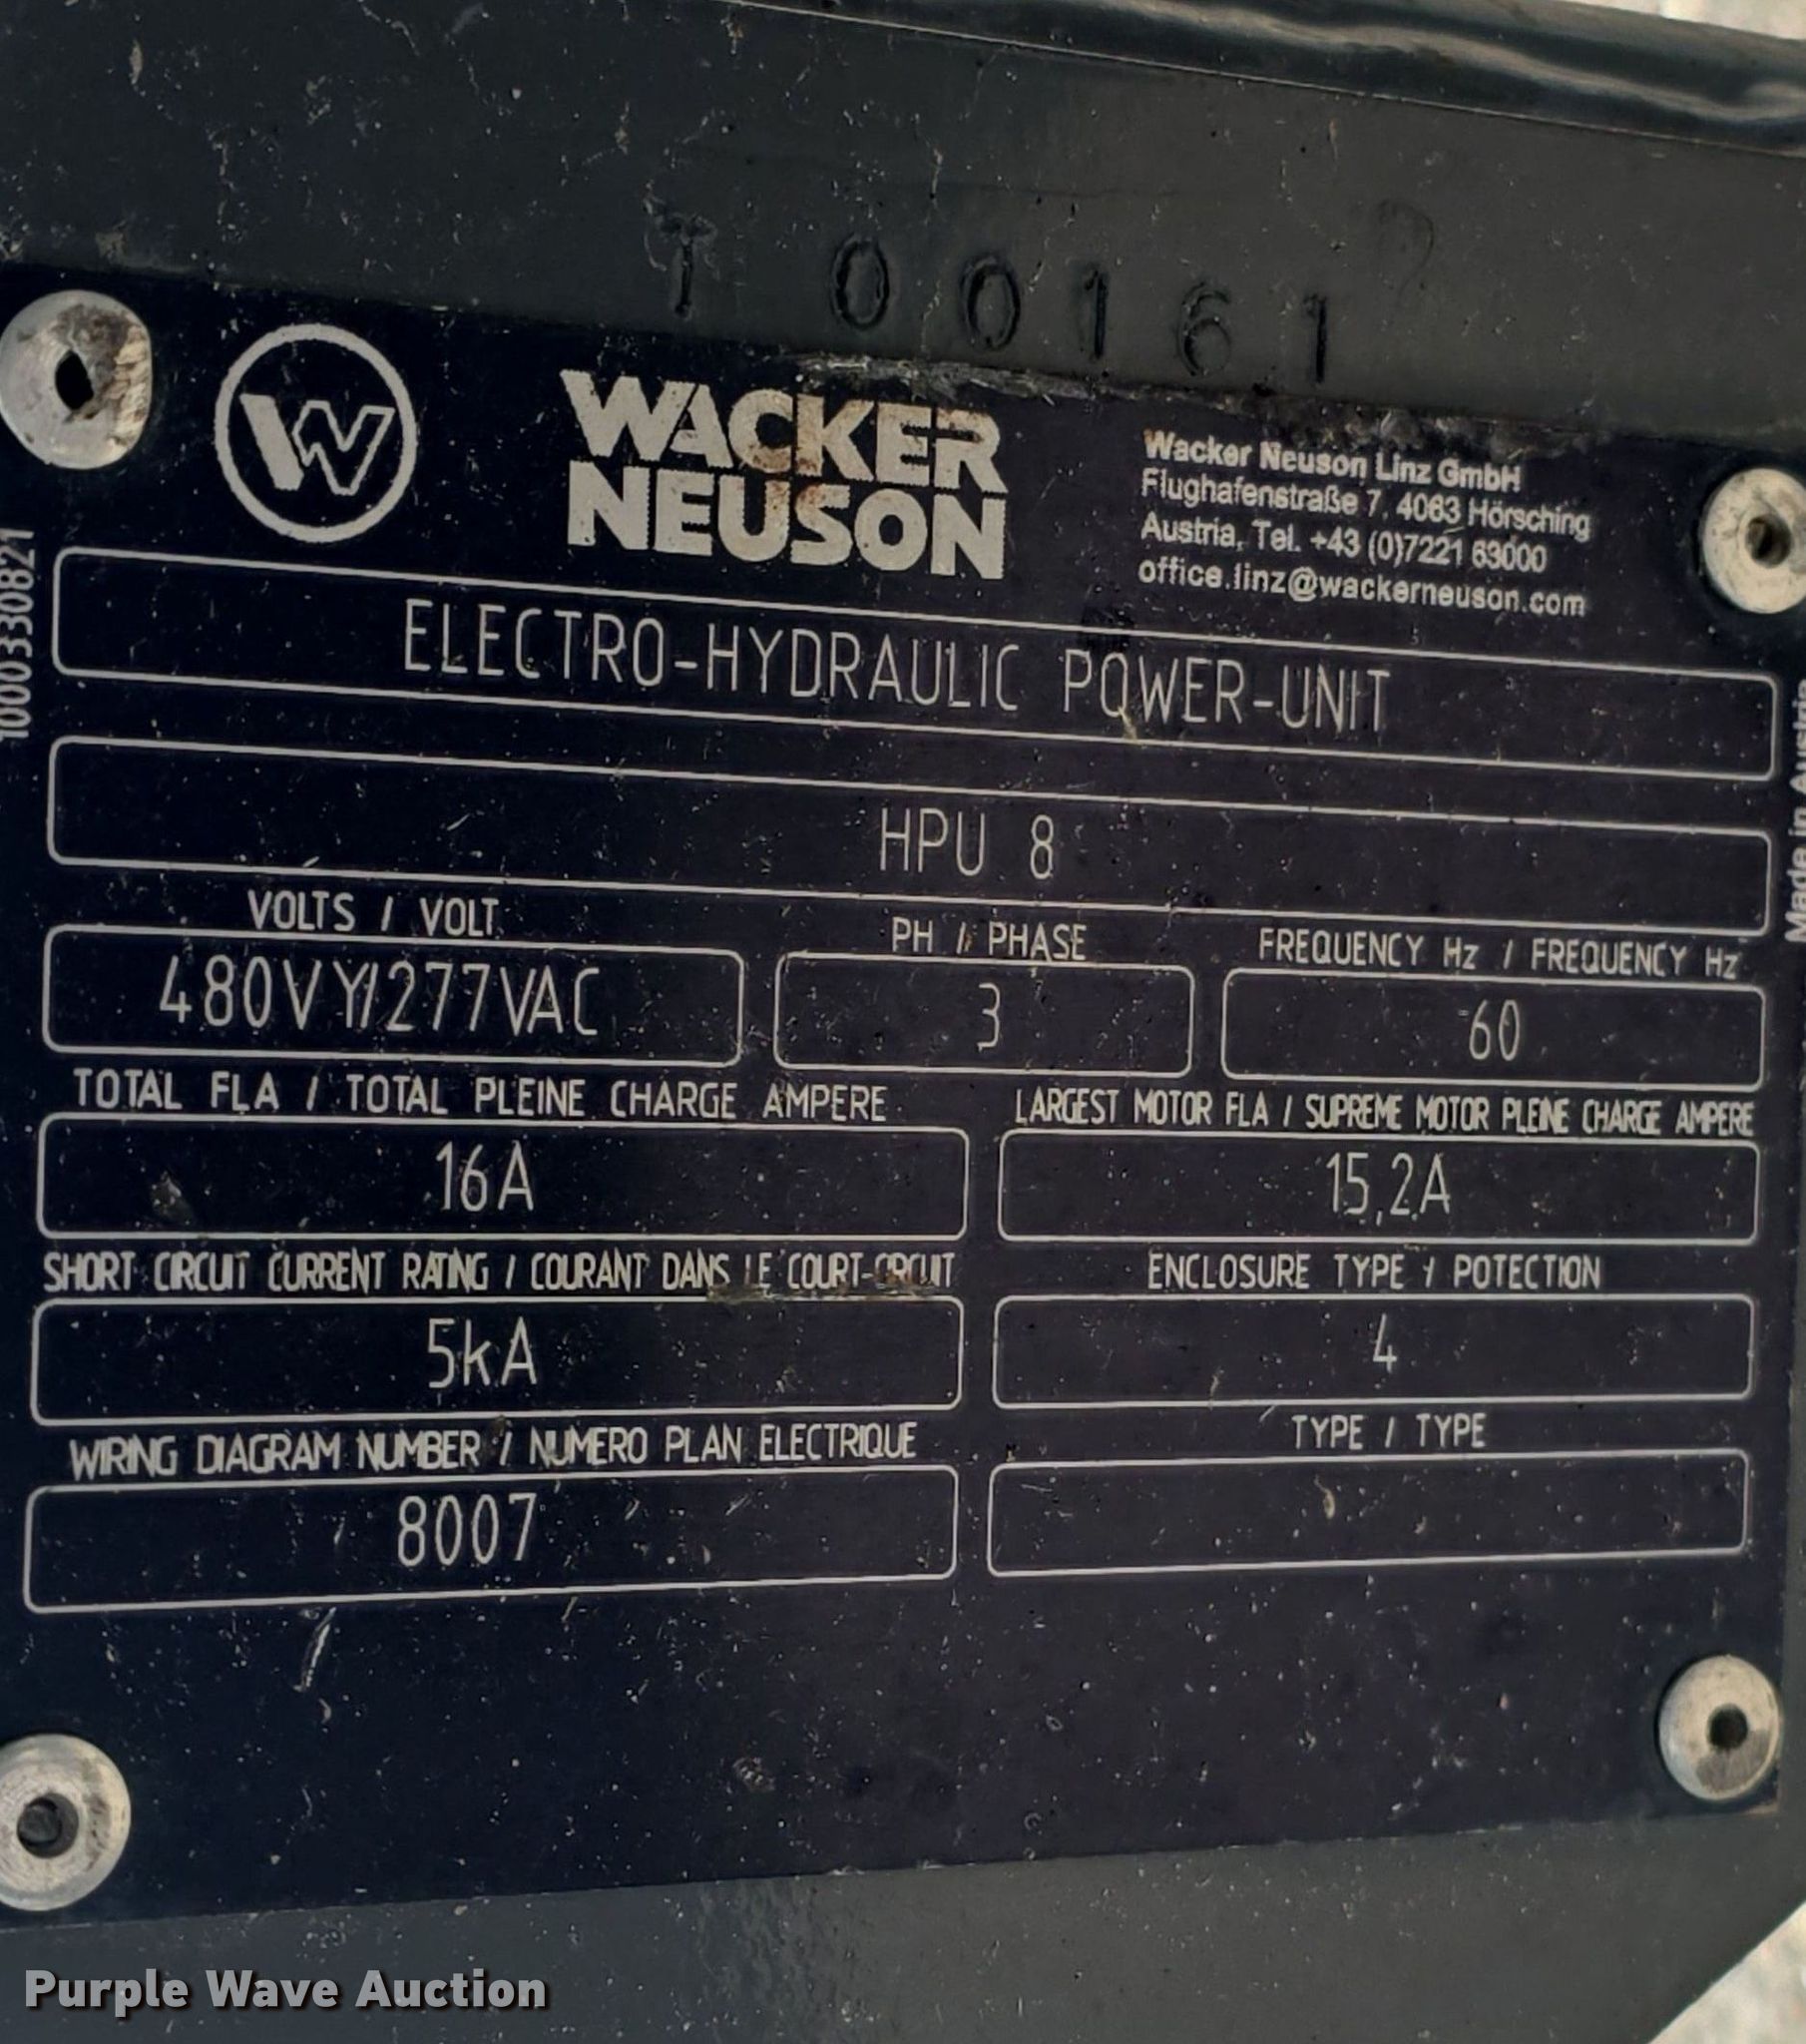 T 00161
W
WACKER
NEUSON
Wacker Neuson Linz GmbH
Flughafenstraße 7, 4063 Hörsching
Austria, Tel. +43 (0)7221 63000
office.linz@wackerneuson.com
1000330821
Made in Austria
ELECTRO-HYDRAULIC POWER-UNIT
HPU 8
VOLTS / VOLT
PH / PHASE
FREQUENCY Hz / FREQUENCY Hz
480VY/277VAC
3
60
TOTAL FLA / TOTAL PLEINE CHARGE AMPERE
LARGEST MOTOR FLA / SUPREME MOTOR PLEINE CHARGE AMPERE
16A
15,2A
SHORT CIRCUIT CURRENT RATING / COURANT DANS LE COURT-CIRCUIT
ENCLOSURE TYPE / POTECTION
5kA
4
WIRING DIAGRAM NUMBER / NUMERO PLAN ELECTRIQUE
TYPE / TYPE
8007
Purple Wave Auction